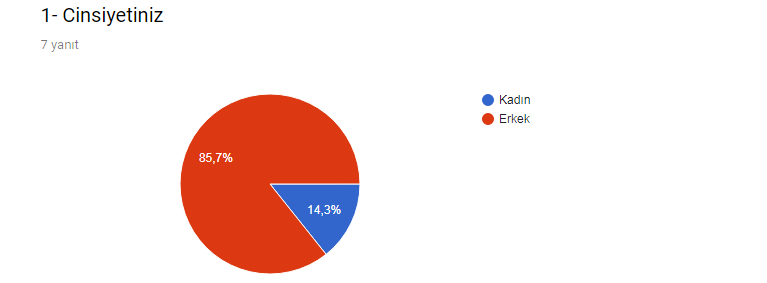 1- Cinsiyetiniz
7 yanıt
Kadın
Erkek
85,7%
14,3%